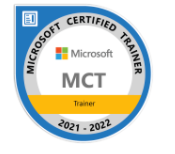 MICROSOFT CERTIFIED TRAINER
Microsoft
MCT
Trainer
2021 - 2022